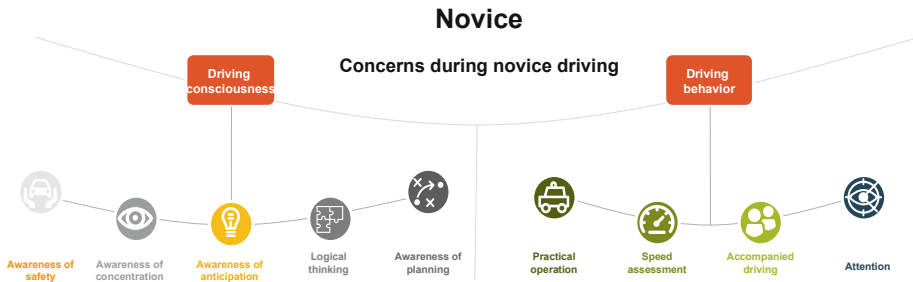 Novice
Concerns during novice driving
Driving
consciousness
Driving
behavior
Awareness of
safety
Awareness of
concentration
Awareness of
anticipation
Logical
thinking
Awareness of
planning
Practical
operation
Speed
assessment
Accompanied
driving
Attention